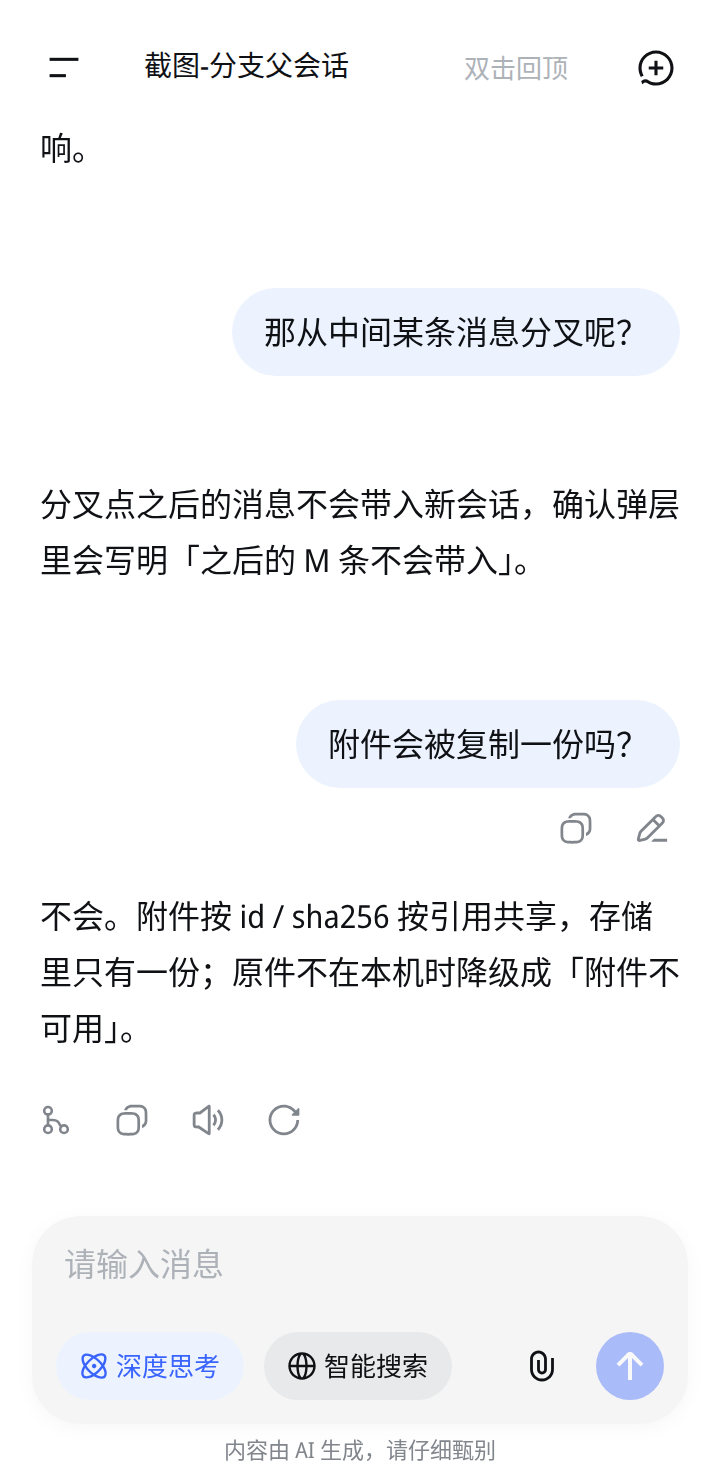 截图-分支父会话
双击回顶
响。
那从中间某条消息分叉呢？
分叉点之后的消息不会带入新会话，确认弹层
里会写明「之后的 M 条不会带入」。
附件会被复制一份吗？
不会。附件按 id / sha256 按引用共享，存储
里只有一份；原件不在本机时降级成「附件不
可用」。
请输入消息
深度思考
智能搜索
内容由 AI 生成，请仔细甄别